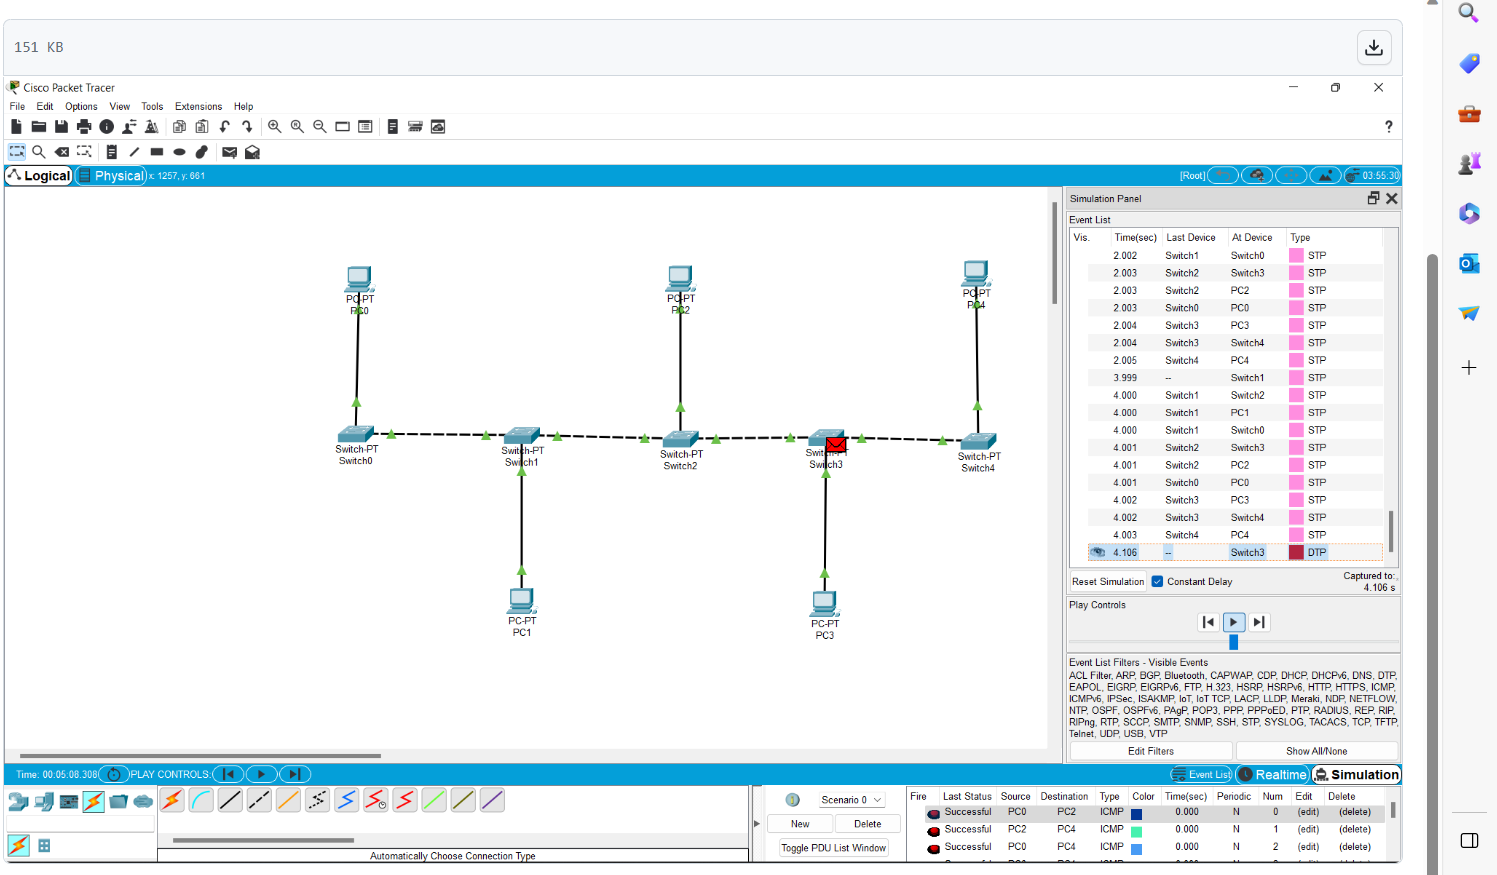 151 KB
Cisco Packet Tracer
File Edit Options View Tools Extensions Help
?
Logical Physical x: 1257, y: 661 [Root] 03:55:30
Simulation Panel
Event List
Vis. Time(sec) Last Device At Device Type
2.002 Switch1 Switch0 STP
2.003 Switch2 Switch3 STP
2.003 Switch2 PC2 STP
2.003 Switch0 PC0 STP
2.004 Switch3 PC3 STP
2.004 Switch3 Switch4 STP
2.005 Switch4 PC4 STP
3.999 -- Switch1 STP
4.000 Switch1 Switch2 STP
4.000 Switch1 PC1 STP
4.000 Switch1 Switch0 STP
4.001 Switch2 Switch3 STP
4.001 Switch2 PC2 STP
4.001 Switch0 PC0 STP
4.002 Switch3 PC3 STP
4.002 Switch3 Switch4 STP
4.003 Switch4 PC4 STP
4.106 -- Switch3 DTP
Reset Simulation Constant Delay
Captured to:
4.106 s
Play Controls
Event List Filters - Visible Events
ACL Filter, ARP, BGP, Bluetooth, CAPWAP, CDP, DHCP, DHCPv6, DNS, DTP,
EAPOL, EIGRP, EIGRPv6, FTP, H.323, HSRP, HSRPv6, HTTP, HTTPS, ICMP,
ICMPv6, IPSec, ISAKMP, IoT, IoT TCP, LACP, LLDP, Meraki, NDP, NETFLOW,
NTP, OSPF, OSPFv6, PAgP, POP3, PPP, PPPoED, PTP, RADIUS, REP, RIP,
RIPng, RTP, SCCP, SMTP, SNMP, SSH, STP, SYSLOG, TACACS, TCP, TFTP,
Telnet, UDP, USB, VTP
Edit Filters Show All/None
PC-PT
PC0
PC-PT
PC2
PC-PT
PC4
Switch-PT
Switch0
Switch-PT
Switch1
Switch-PT
Switch2
Switch-PT
Switch3
Switch-PT
Switch4
PC-PT
PC1
PC-PT
PC3
Time: 00:05:08.308 PLAY CONTROLS: Event List Realtime Simulation
Automatically Choose Connection Type
Scenario 0
New Delete
Toggle PDU List Window
Fire Last Status Source Destination Type Color Time(sec) Periodic Num Edit Delete
Successful PC0 PC2 ICMP 0.000 N 0 (edit) (delete)
Successful PC2 PC4 ICMP 0.000 N 1 (edit) (delete)
Successful PC0 PC4 ICMP 0.000 N 2 (edit) (delete)